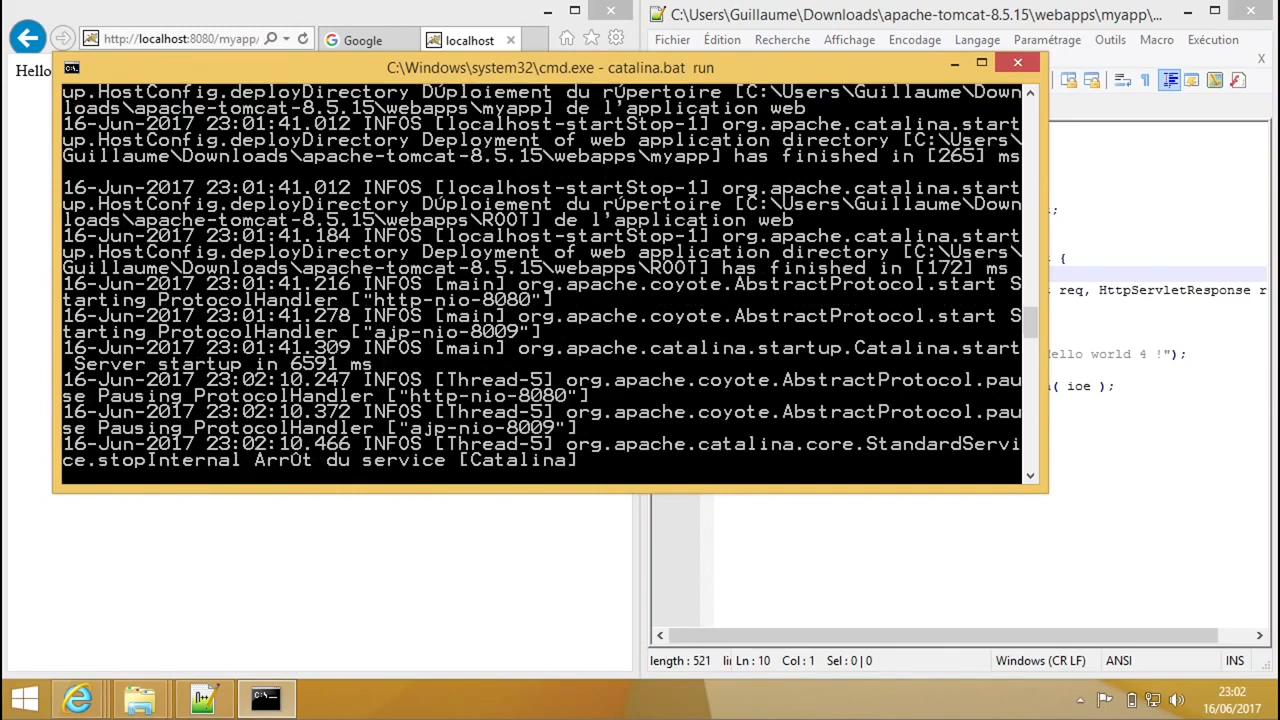 http://localhost:8080/myapp/
Google
localhost
Hello
C:\Users\Guillaume\Downloads\apache-tomcat-8.5.15\webapps\myapp\...
Fichier Édition Recherche Affichage Encodage Langage Paramétrage Outils Macro Exécution
X
C:\Windows\system32\cmd.exe - catalina.bat run
up.HostConfig.deployDirectory Dúploiement du rúpertoire [C:\Users\Guillaume\Down
loads\apache-tomcat-8.5.15\webapps\myapp] de l'application web
16-Jun-2017 23:01:41.012 INFOS [localhost-startStop-1] org.apache.catalina.start
up.HostConfig.deployDirectory Deployment of web application directory [C:\Users\
Guillaume\Downloads\apache-tomcat-8.5.15\webapps\myapp] has finished in [265] ms
16-Jun-2017 23:01:41.012 INFOS [localhost-startStop-1] org.apache.catalina.start
up.HostConfig.deployDirectory Dúploiement du rúpertoire [C:\Users\Guillaume\Down
loads\apache-tomcat-8.5.15\webapps\ROOT] de l'application web
16-Jun-2017 23:01:41.184 INFOS [localhost-startStop-1] org.apache.catalina.start
up.HostConfig.deployDirectory Deployment of web application directory [C:\Users\
Guillaume\Downloads\apache-tomcat-8.5.15\webapps\ROOT] has finished in [172] ms
16-Jun-2017 23:01:41.216 INFOS [main] org.apache.coyote.AbstractProtocol.start S
tarting ProtocolHandler ["http-nio-8080"]
16-Jun-2017 23:01:41.278 INFOS [main] org.apache.coyote.AbstractProtocol.start S
tarting ProtocolHandler ["ajp-nio-8009"]
16-Jun-2017 23:01:41.309 INFOS [main] org.apache.catalina.startup.Catalina.start
Server startup in 6591 ms
16-Jun-2017 23:02:10.247 INFOS [Thread-5] org.apache.coyote.AbstractProtocol.pau
se Pausing ProtocolHandler ["http-nio-8080"]
16-Jun-2017 23:02:10.372 INFOS [Thread-5] org.apache.coyote.AbstractProtocol.pau
se Pausing ProtocolHandler ["ajp-nio-8009"]
16-Jun-2017 23:02:10.466 INFOS [Thread-5] org.apache.catalina.core.StandardServi
ce.stopInternal ArrÛt du service [Catalina]
;
{
req, HttpServletResponse r
ello world 4 !");
( ioe );
length : 521 li Ln : 10 Col : 1 Sel : 0 | 0 Windows (CR LF) ANSI INS
23:02
16/06/2017